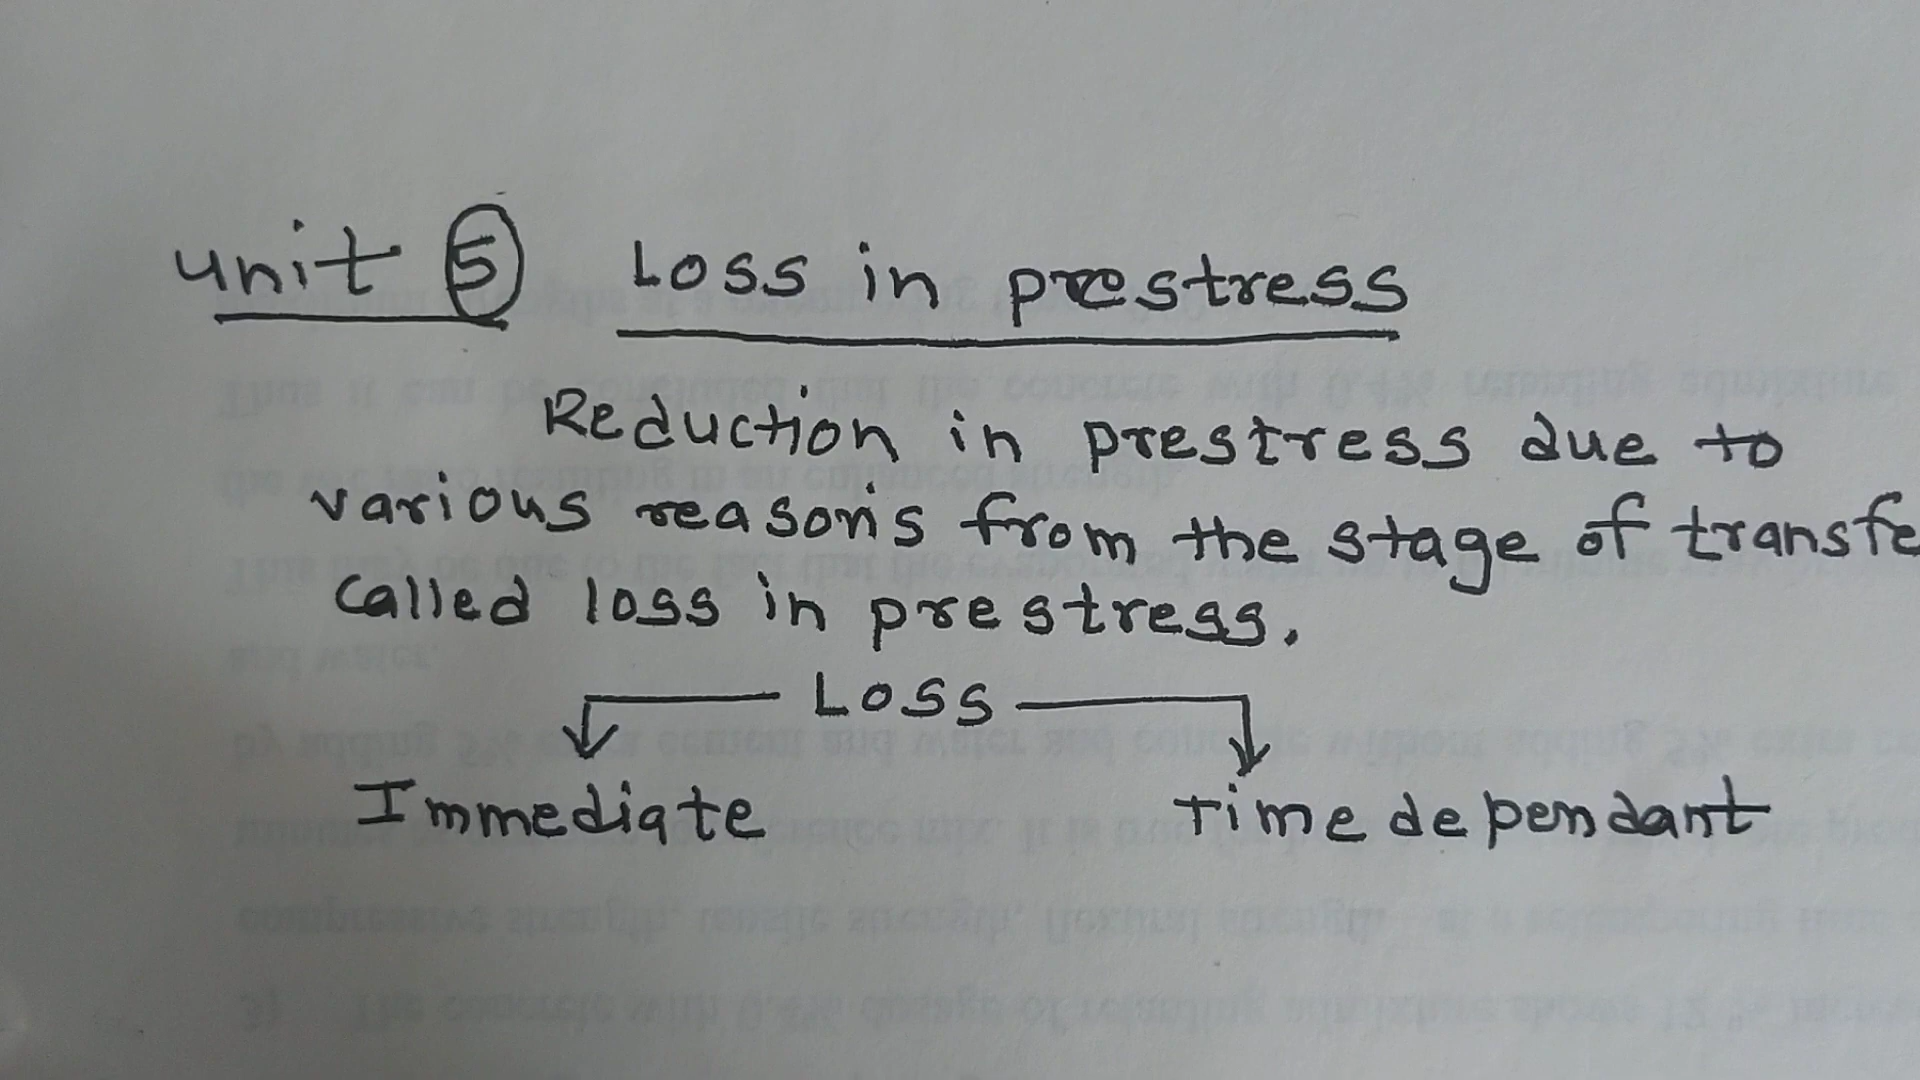 unit 5 Loss in prestress
Reduction in prestress due to
various reasons from the stage of transfe
called loss in prestress.
Loss
Immediate Time dependant